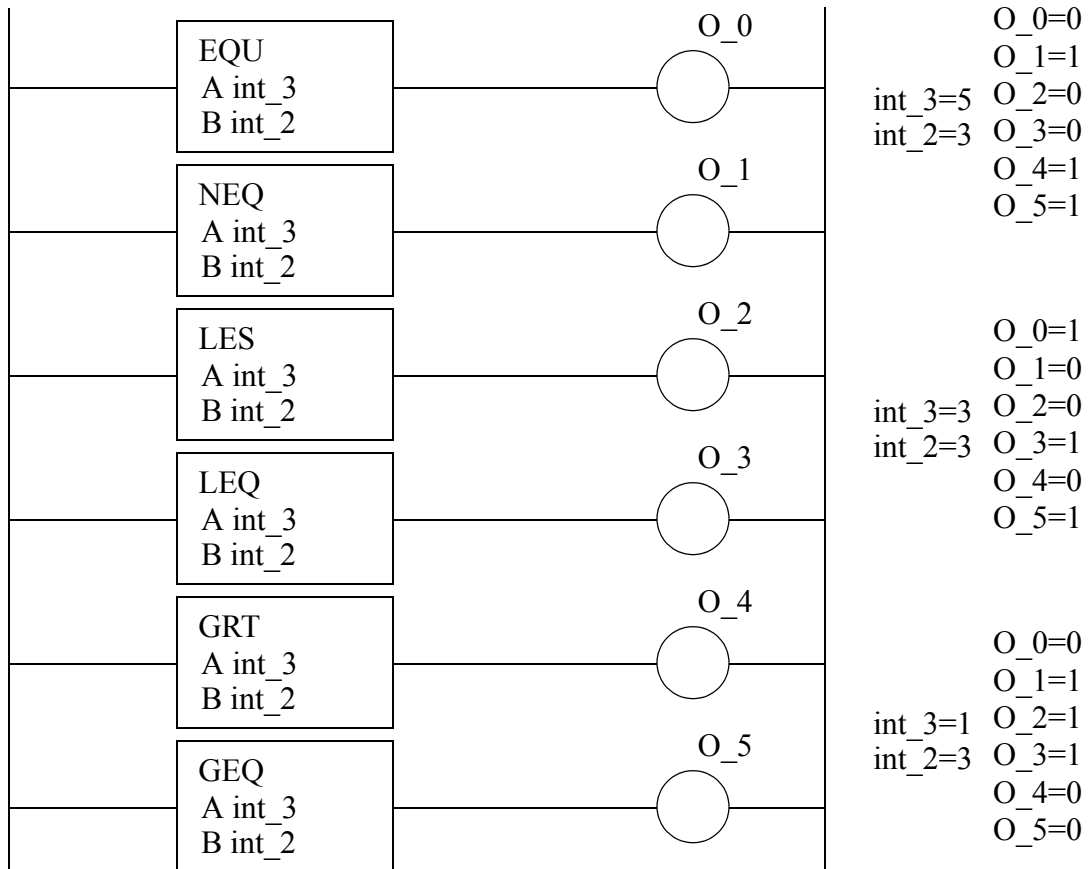 EQU
A int_3
B int_2
O_0
NEQ
A int_3
B int_2
O_1
LES
A int_3
B int_2
O_2
LEQ
A int_3
B int_2
O_3
GRT
A int_3
B int_2
O_4
GEQ
A int_3
B int_2
O_5
int_3=5
int_2=3
O_0=0
O_1=1
O_2=0
O_3=0
O_4=1
O_5=1
int_3=3
int_2=3
O_0=1
O_1=0
O_2=0
O_3=1
O_4=0
O_5=1
int_3=1
int_2=3
O_0=0
O_1=1
O_2=1
O_3=1
O_4=0
O_5=0